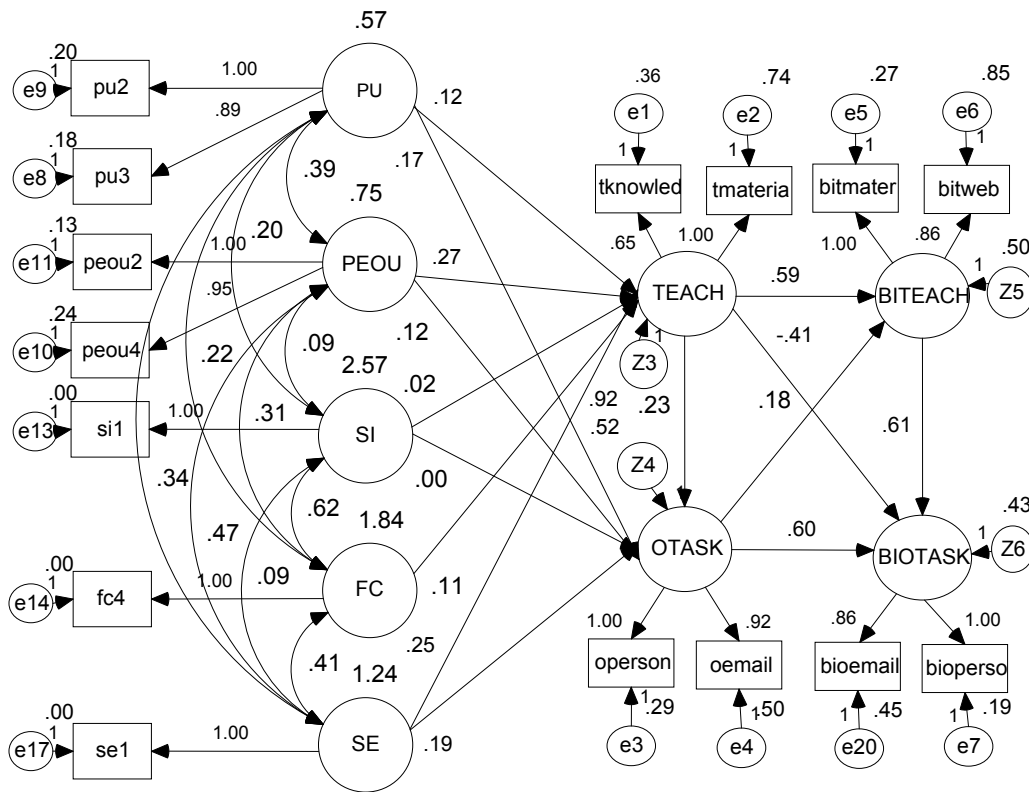 .57
.20
1
e9
pu2
1.00
PU
.12
.89
.18
1
e8
pu3
.17
.39
.75
.13
1
e11
peou2
1.00
.20
PEOU
.27
.95
.24
1
e10
peou4
.22
.09
.12
2.57
.31
.02
.00
1
e13
si1
1.00
SI
.00
.34
.47
.62
1.84
.09
.00
1
e14
fc4
1.00
FC
.11
.41
.25
1.24
.00
1
e17
se1
1.00
SE
.19
.36
e1
1
tknowled
.74
e2
1
tmateria
.27
e5
1
bitmater
.85
e6
1
bitweb
.65
1.00
1.00
.86
TEACH
.59
BITEACH
1
.50
Z5
1
Z3
-.41
.92
.52
.23
.18
.61
Z4
1
OTASK
.60
BIOTASK
1
.43
Z6
1.00
.92
.86
1.00
operson
oemail
bioemail
bioperso
1
.29
e3
1
.50
e4
1
.45
e20
1
.19
e7